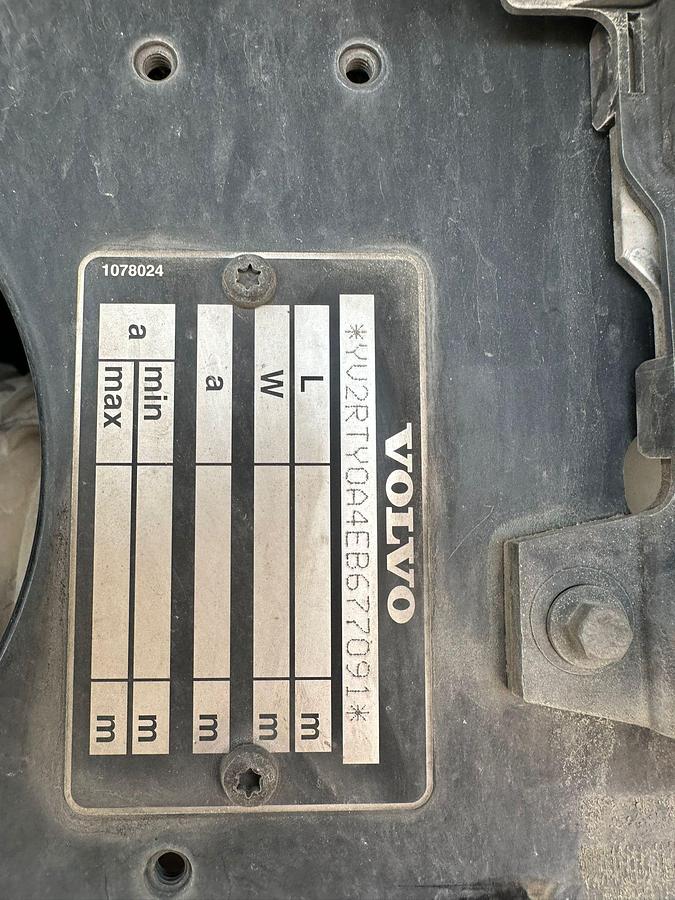 1078024
VOLVO
*YV2RTY0A4EB677091*
L m
W m
a m
a min m
max m